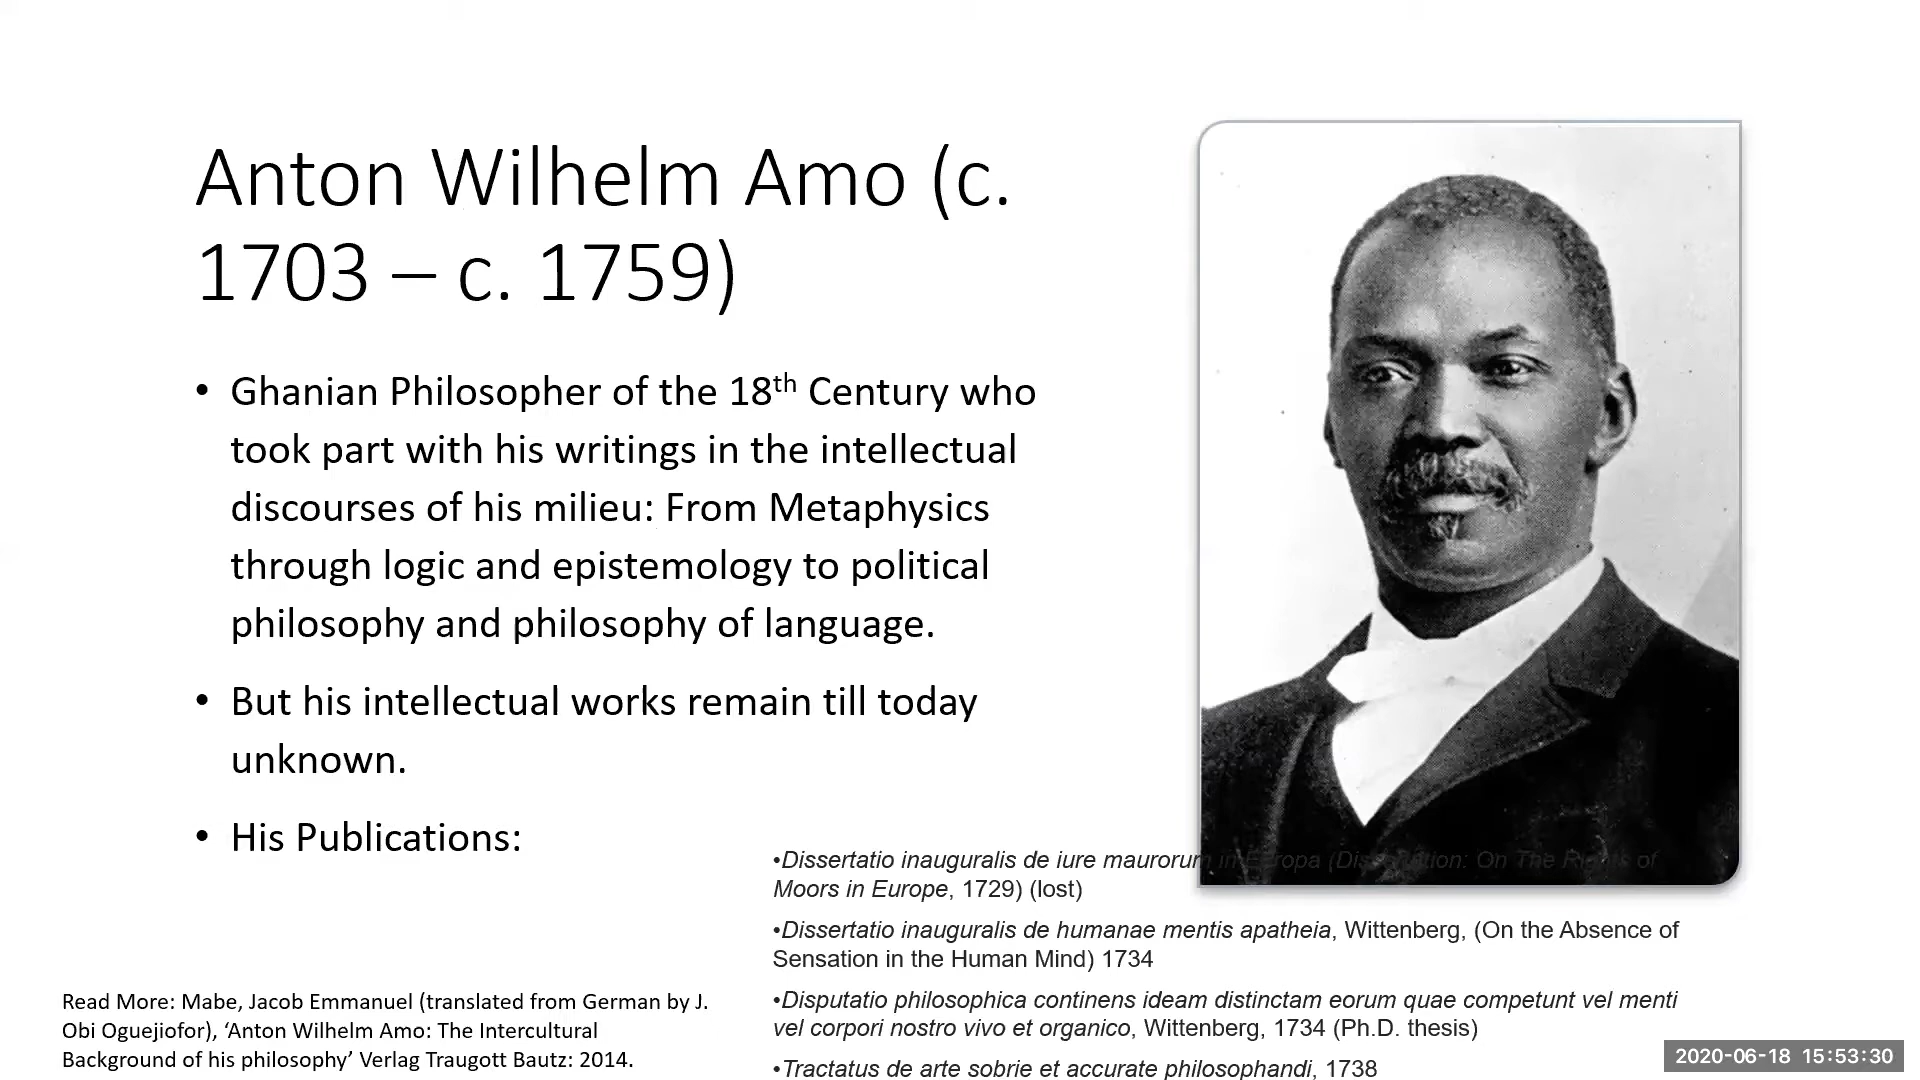 Anton Wilhelm Amo (c.
1703 – c. 1759)
• Ghanian Philosopher of the 18th Century who
took part with his writings in the intellectual
discourses of his milieu: From Metaphysics
through logic and epistemology to political
philosophy and philosophy of language.
• But his intellectual works remain till today
unknown.
• His Publications:
•Dissertatio inauguralis de iure maurorum in Europa (Dissertation: On The Rights of
Moors in Europe, 1729) (lost)
•Dissertatio inauguralis de humanae mentis apatheia, Wittenberg, (On the Absence of
Sensation in the Human Mind) 1734
•Disputatio philosophica continens ideam distinctam eorum quae competunt vel menti
vel corpori nostro vivo et organico, Wittenberg, 1734 (Ph.D. thesis)
•Tractatus de arte sobrie et accurate philosophandi, 1738
Read More: Mabe, Jacob Emmanuel (translated from German by J.
Obi Oguejiofor), ‘Anton Wilhelm Amo: The Intercultural
Background of his philosophy’ Verlag Traugott Bautz: 2014.
2020-06-18 15:53:30